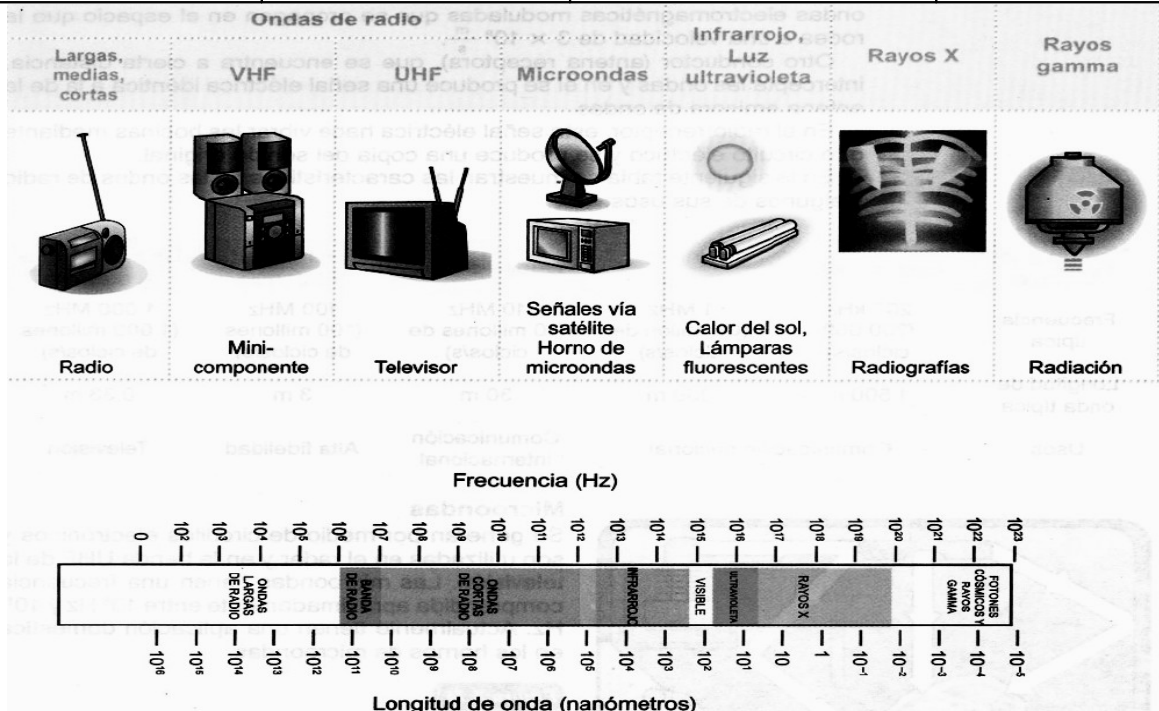 Ondas de radio
Largas,
medias,
cortas
VHF
UHF
Microondas
Infrarrojo,
Luz
ultravioleta
Rayos X
Rayos
gamma
Radio
Mini-
componente
Televisor
Señales vía
satélite
Horno de
microondas
Calor del sol,
Lámparas
fluorescentes
Radiografías
Radiación
Frecuencia (Hz)
0 10² 10³ 10⁴ 10⁵ 10⁶ 10⁷ 10⁸ 10⁹ 10¹⁰ 10¹¹ 10¹² 10¹³ 10¹⁴ 10¹⁵ 10¹⁶ 10¹⁷ 10¹⁸ 10¹⁹ 10²⁰ 10²¹ 10²² 10²³
ONDAS
LARGAS
DE RADIO
BANDA
DE RADIO
ONDAS
CORTAS
DE RADIO
INFRARROJO
VISIBLE
ULTRAVIOLETA
RAYOS X
FOTONES
CÓSMICOS Y
RAYOS
GAMMA
10¹⁶ 10¹⁵ 10¹⁴ 10¹³ 10¹² 10¹¹ 10¹⁰ 10⁹ 10⁸ 10⁷ 10⁶ 10⁵ 10⁴ 10³ 10² 10¹ 10 1 10⁻¹ 10⁻² 10⁻³ 10⁻⁴ 10⁻⁵
Longitud de onda (nanómetros)